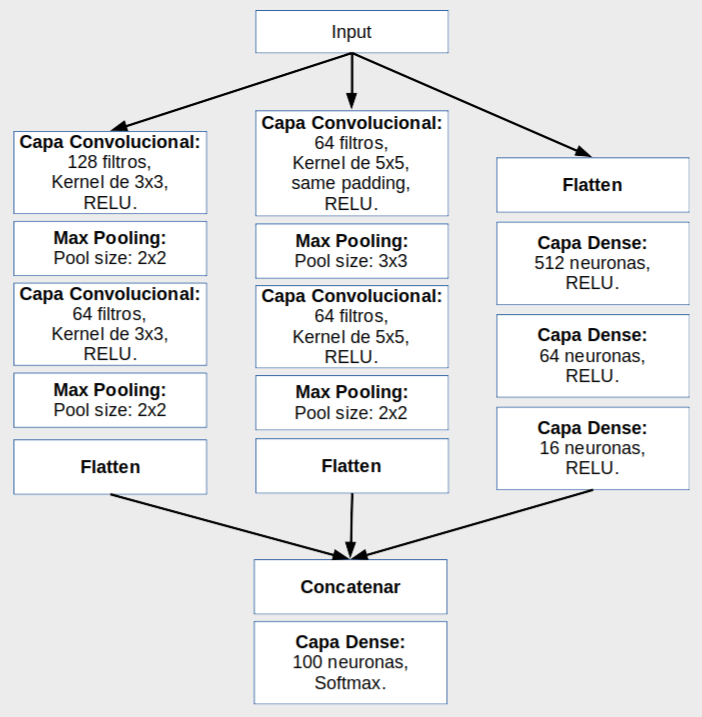 Input
Capa Convolucional:
128 filtros,
Kernel de 3x3,
RELU.
Max Pooling:
Pool size: 2x2
Capa Convolucional:
64 filtros,
Kernel de 3x3,
RELU.
Max Pooling:
Pool size: 2x2
Flatten
Capa Convolucional:
64 filtros,
Kernel de 5x5,
same padding,
RELU.
Max Pooling:
Pool size: 3x3
Capa Convolucional:
64 filtros,
Kernel de 5x5,
RELU.
Max Pooling:
Pool size: 2x2
Flatten
Flatten
Capa Dense:
512 neuronas,
RELU.
Capa Dense:
64 neuronas,
RELU.
Capa Dense:
16 neuronas,
RELU.
Concatenar
Capa Dense:
100 neuronas,
Softmax.